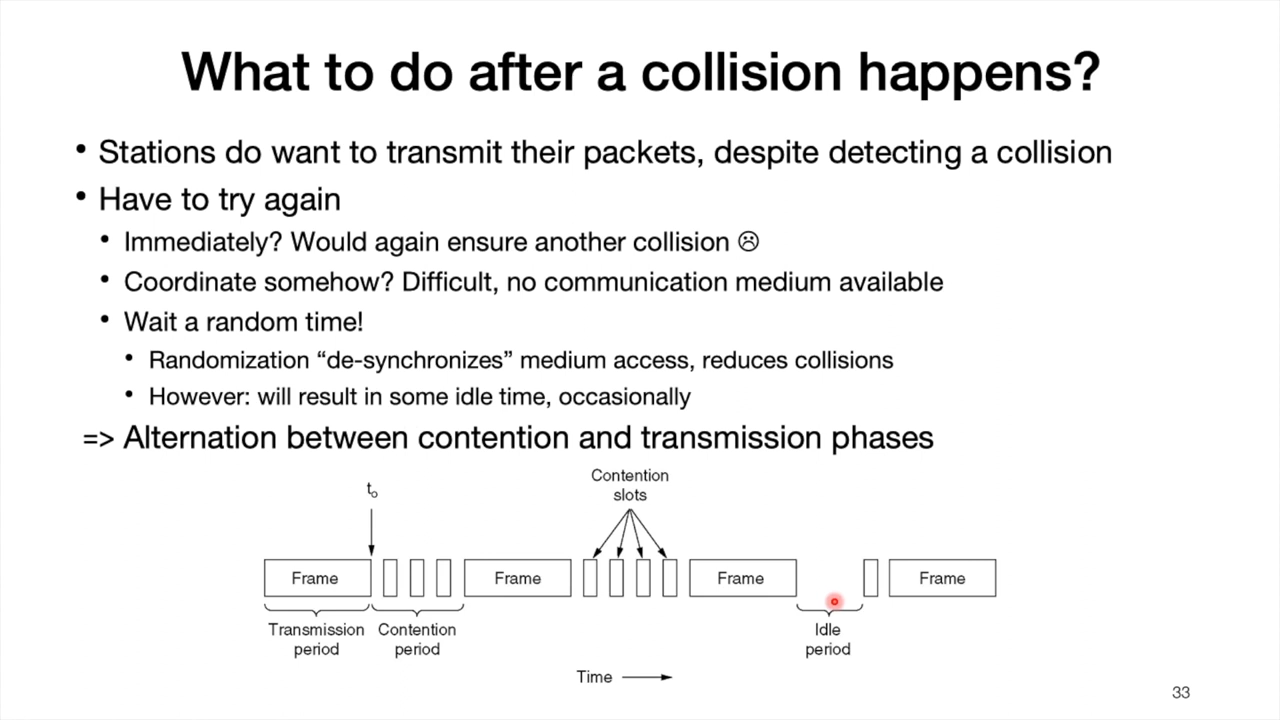 What to do after a collision happens?
• Stations do want to transmit their packets, despite detecting a collision
• Have to try again
• Immediately? Would again ensure another collision ☹
• Coordinate somehow? Difficult, no communication medium available
• Wait a random time!
• Randomization “de-synchronizes” medium access, reduces collisions
• However: will result in some idle time, occasionally
=> Alternation between contention and transmission phases
Contention
slots
t₀
Frame
Frame
Frame
Frame
Transmission
period
Contention
period
Idle
period
Time
33